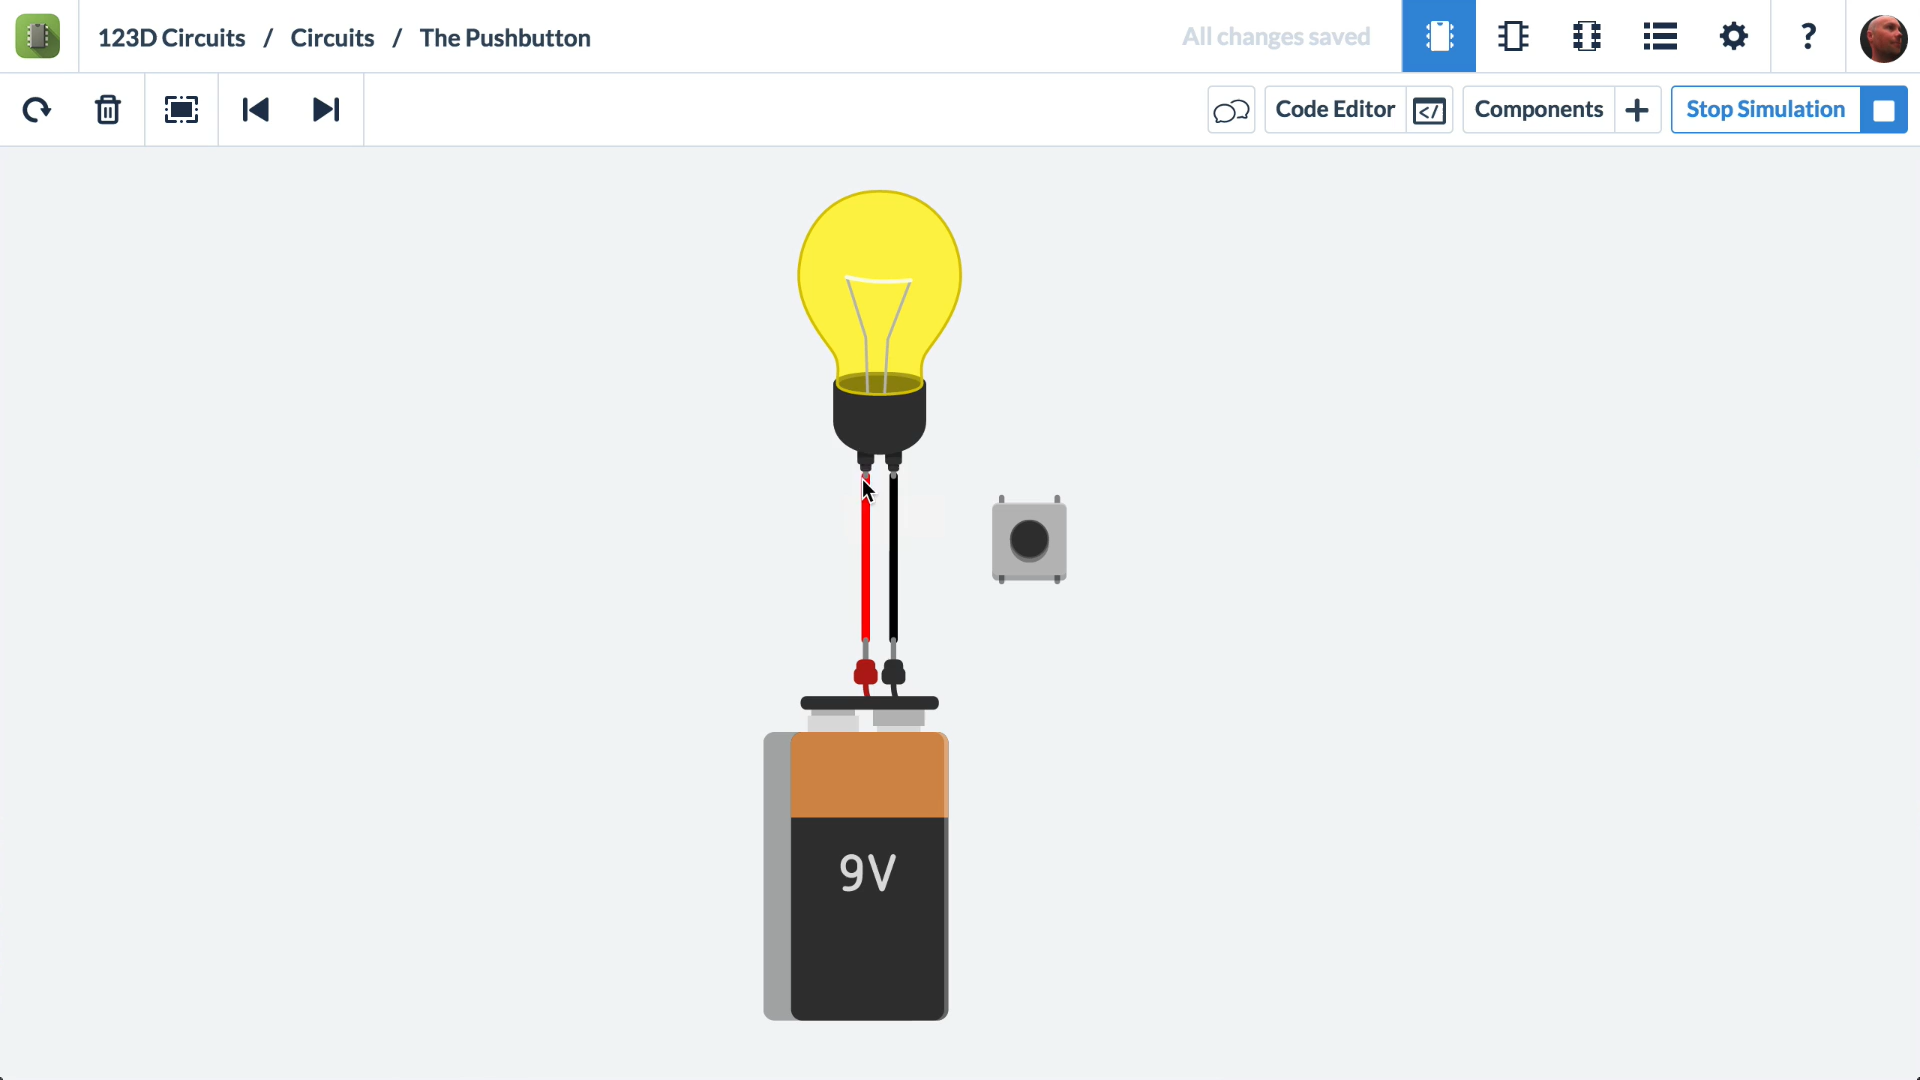 123D Circuits / Circuits / The Pushbutton
All changes saved
?
Code Editor </>
Components +
Stop Simulation
9V